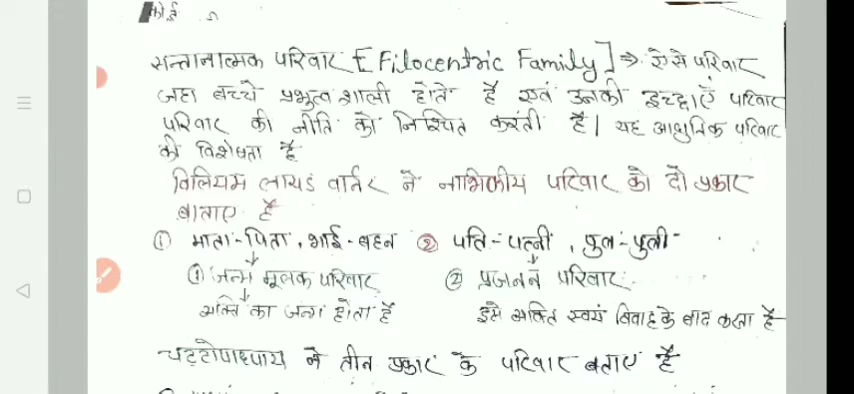 कोई
सन्तानात्मक परिवार [Filocentric Family] ⇒ ऐसे परिवार
जहा बच्चे प्रभुत्व शाली होते हैं एवं उनकी इच्छाएँ परिवार
परिवार की नीति को निश्चित करती है। यह आधुनिक परिवार
की विशेषता है
विलियम लायड वार्नर ने नाभिकीय परिवार को दो प्रकार
बाताए है
① माता-पिता, भाई-बहन ② पति-पत्नी, पुत्र-पुत्री
① जन्म मूलक परिवार ② प्रजनन परिवार
व्यक्ति का जन्म होता है इसे व्यक्ति स्वयं विवाह के बाद करता है
चट्टोपाध्याय ने तीन प्रकार के परिवार बताए है